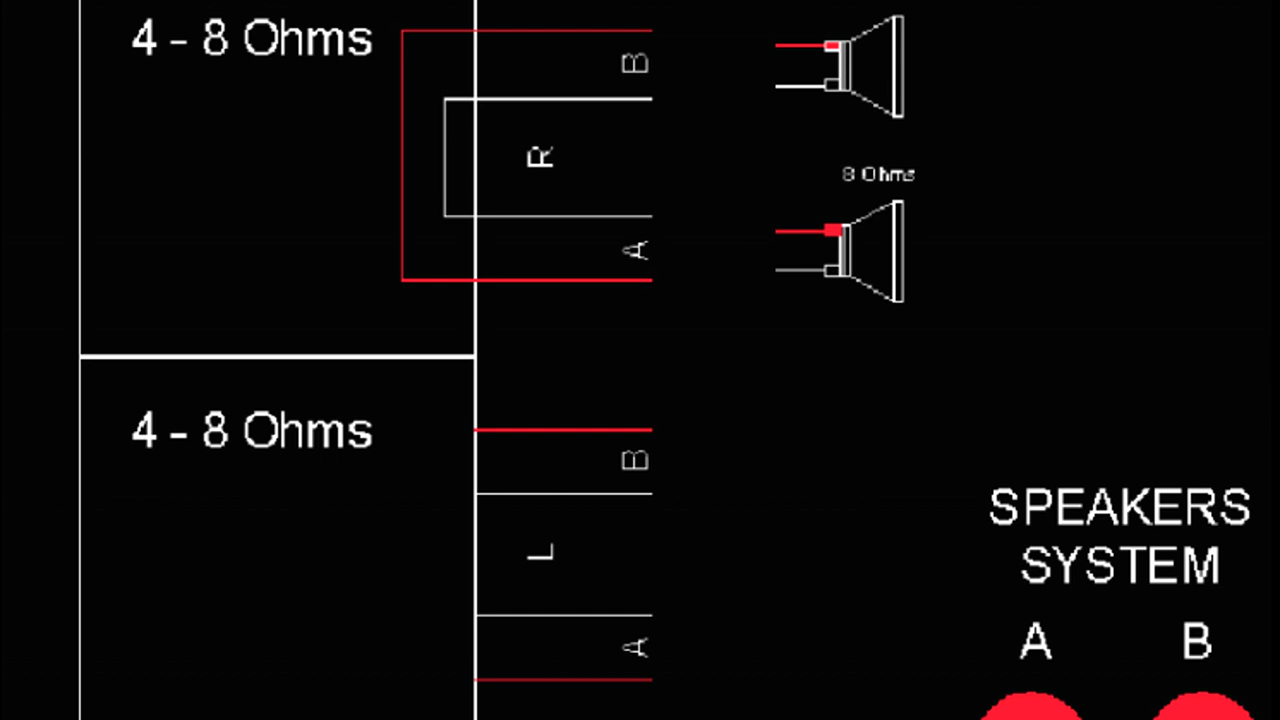 4 - 8 Ohms
B
R
8 Ohms
A
4 - 8 Ohms
B
SPEAKERS
SYSTEM
L
A
A B